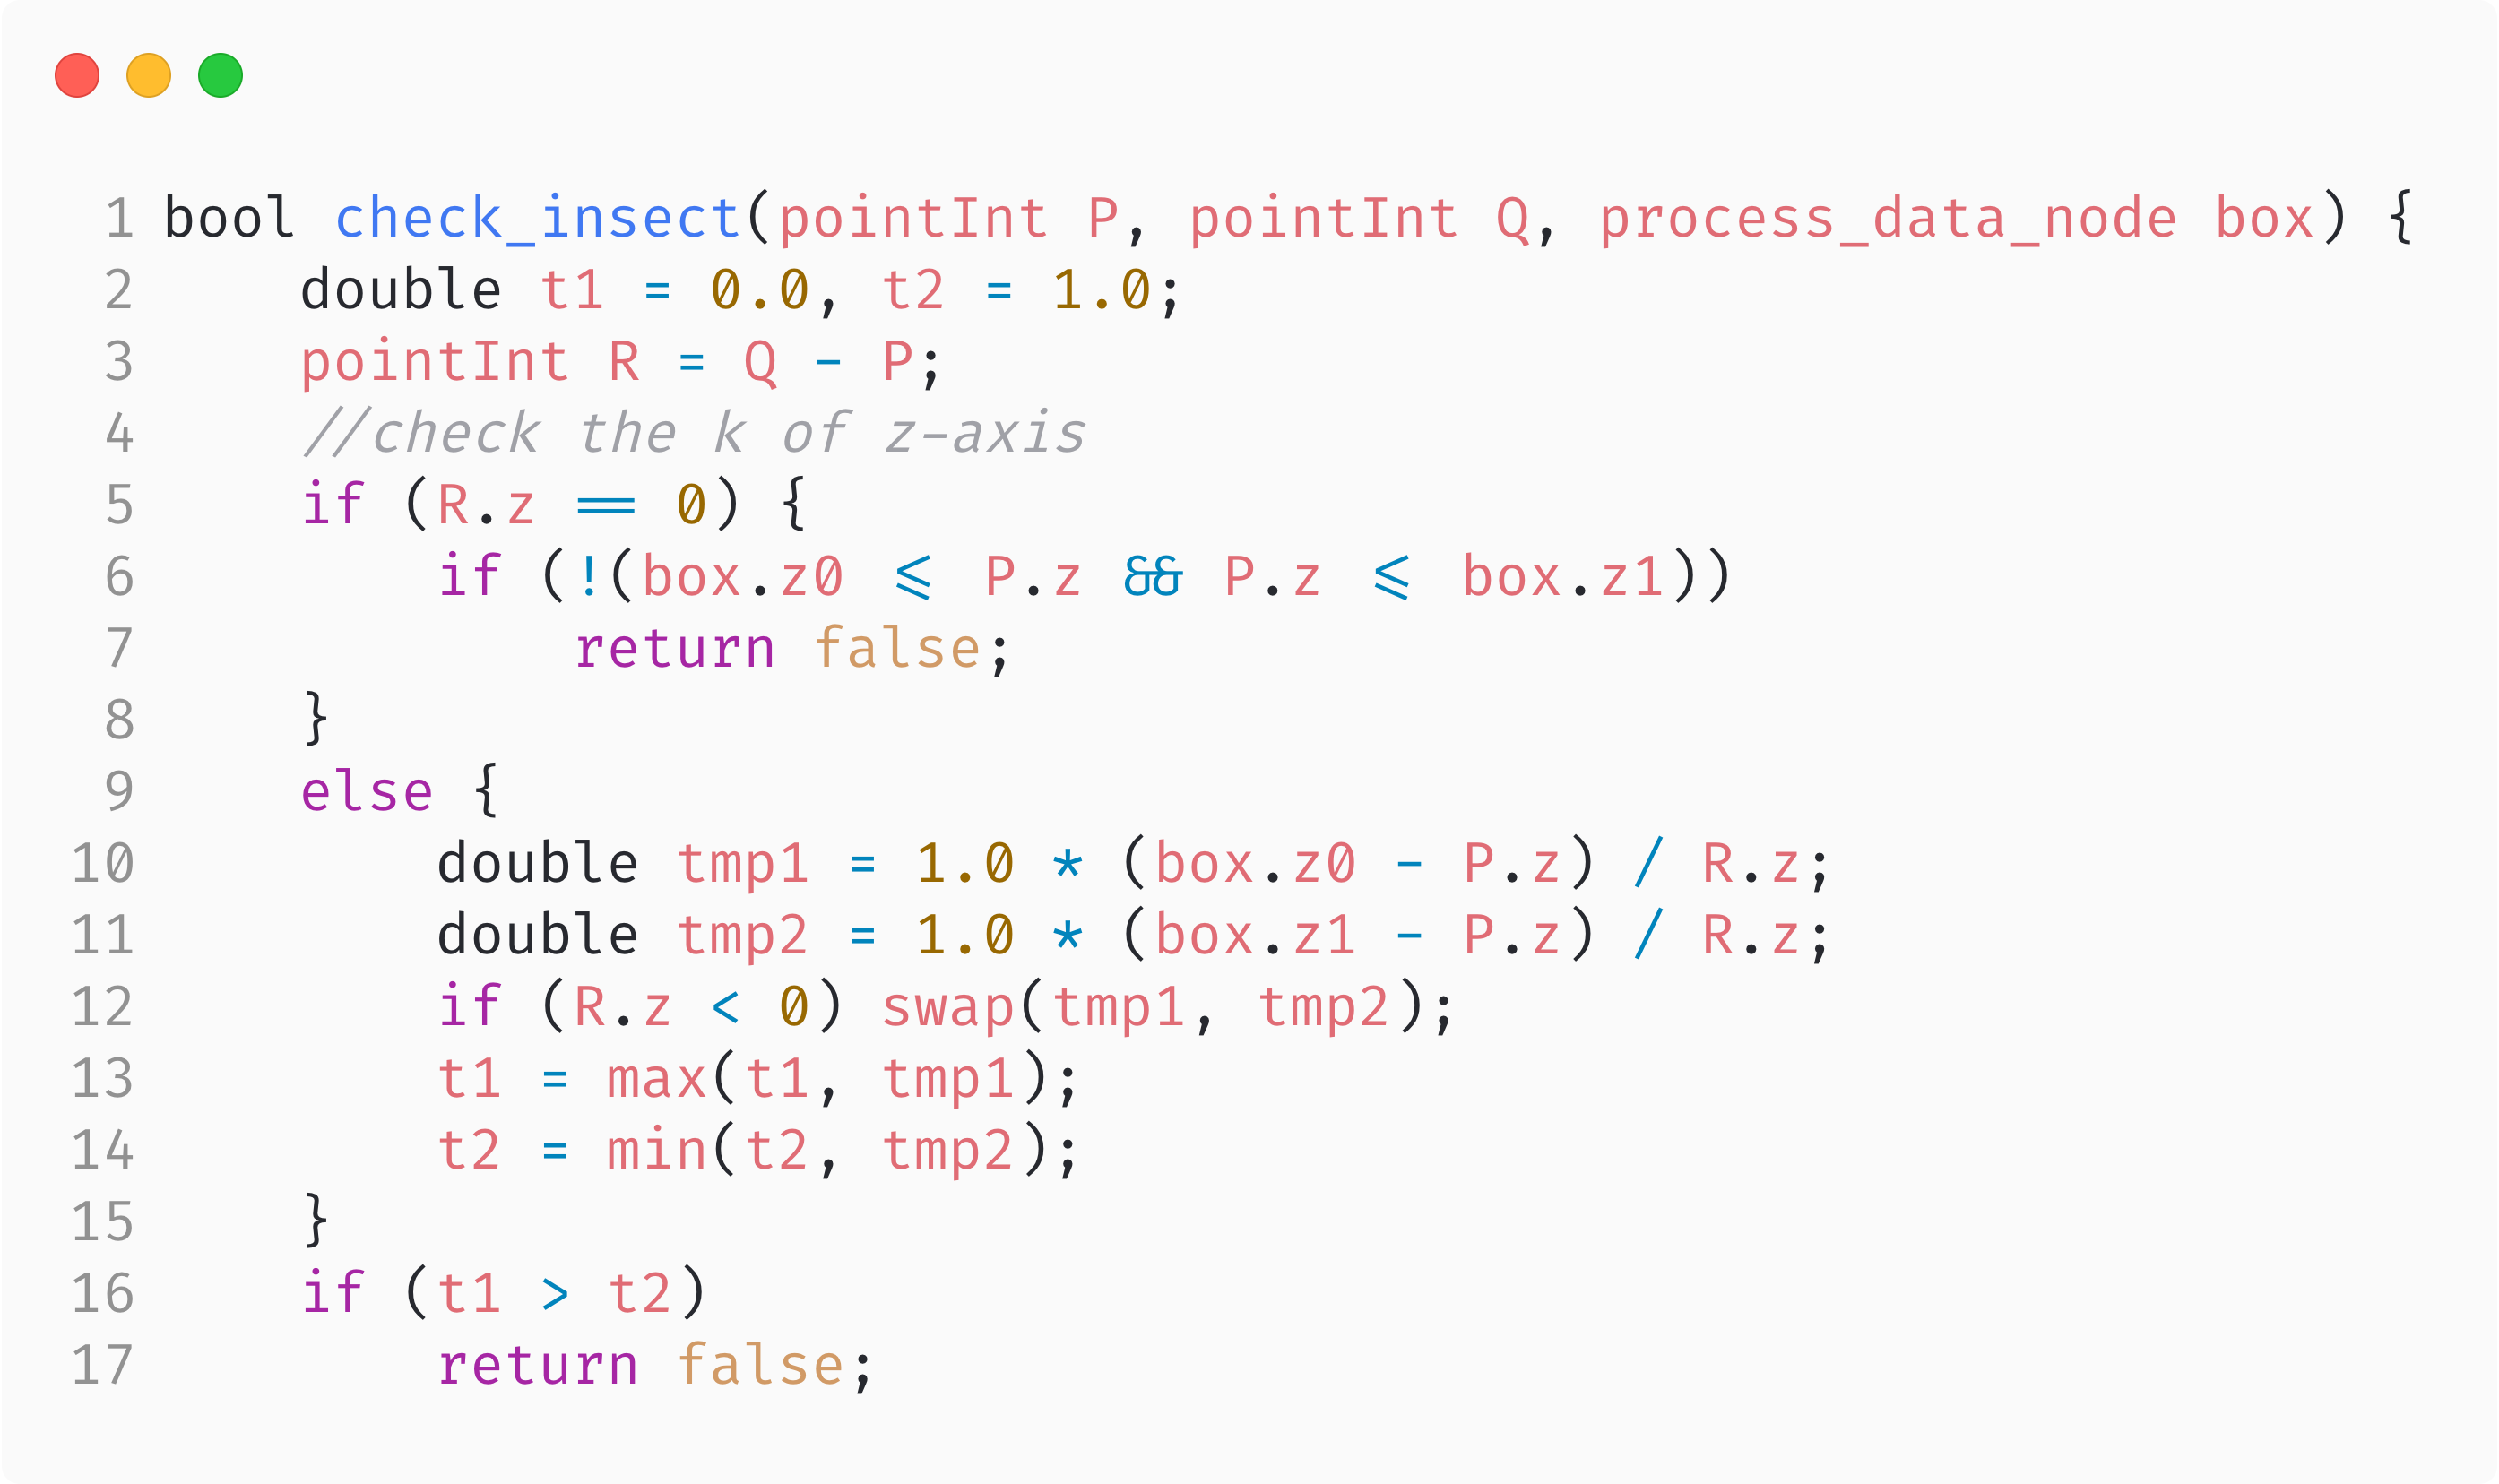 1 bool check_insect(pointInt P, pointInt Q, process_data_node box) {
2     double t1 = 0.0, t2 = 1.0;
3     pointInt R = Q - P;
4     //check the k of z-axis
5     if (R.z == 0) {
6         if (!(box.z0 <= P.z && P.z <= box.z1))
7             return false;
8     }
9     else {
10         double tmp1 = 1.0 * (box.z0 - P.z) / R.z;
11         double tmp2 = 1.0 * (box.z1 - P.z) / R.z;
12         if (R.z < 0) swap(tmp1, tmp2);
13         t1 = max(t1, tmp1);
14         t2 = min(t2, tmp2);
15     }
16     if (t1 > t2)
17         return false;